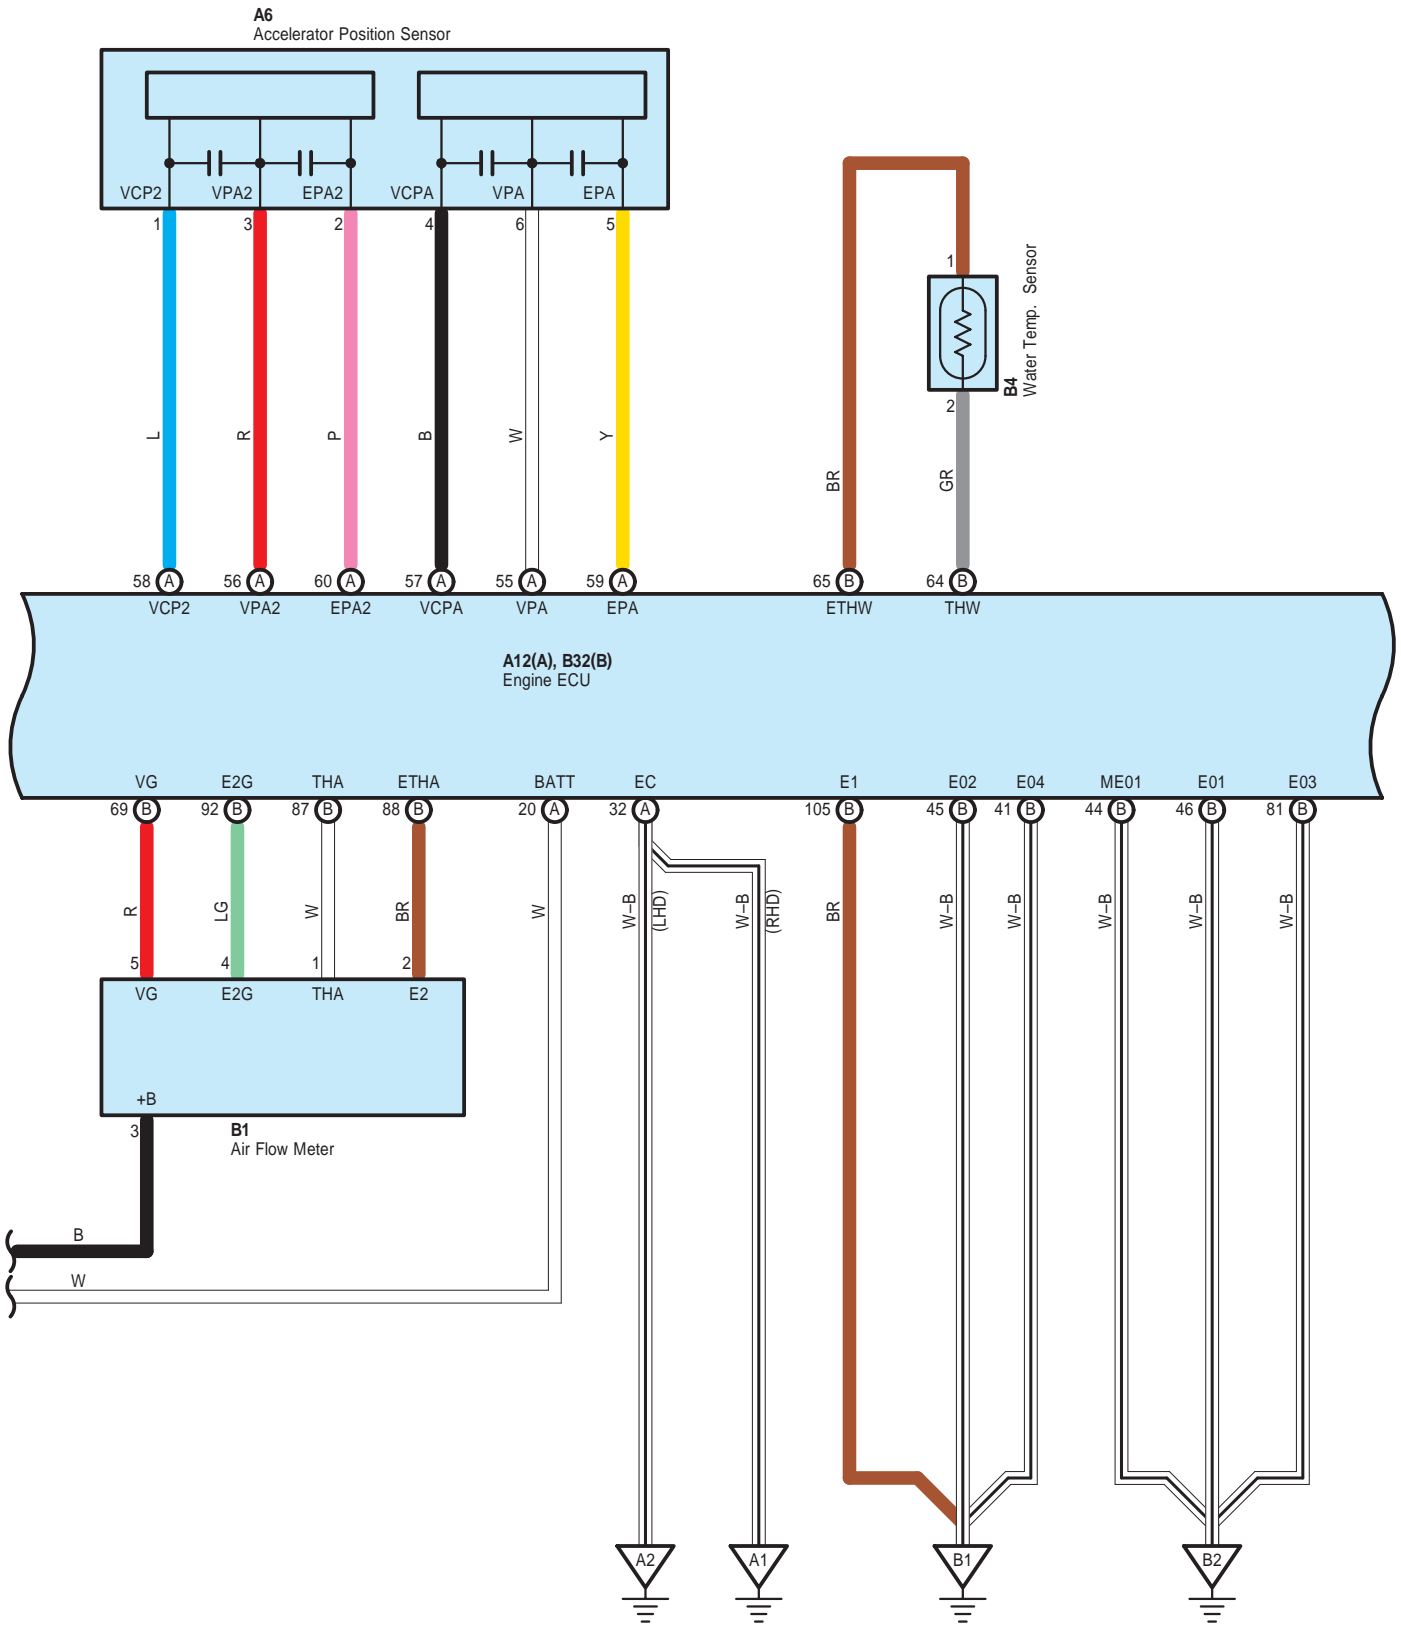 A6
Accelerator Position Sensor
VCP2 VPA2 EPA2 VCPA VPA EPA
1 3 2 4 6 5
1
B4
Water Temp. Sensor
2
L R P B W Y
BR GR
58 A 56 A 60 A 57 A 55 A 59 A 65 B 64 B
VCP2 VPA2 EPA2 VCPA VPA EPA ETHW THW
A12(A), B32(B)
Engine ECU
VG E2G THA ETHA BATT EC E1 E02 E04 ME01 E01 E03
69 B 92 B 87 B 88 B 20 A 32 A 105 B 45 B 41 B 44 B 46 B 81 B
R LG W BR W W–B (LHD) W–B (RHD) BR W–B W–B W–B W–B W–B
5 4 1 2
VG E2G THA E2
+B
3
B1
Air Flow Meter
B
W
A2 A1 B1 B2